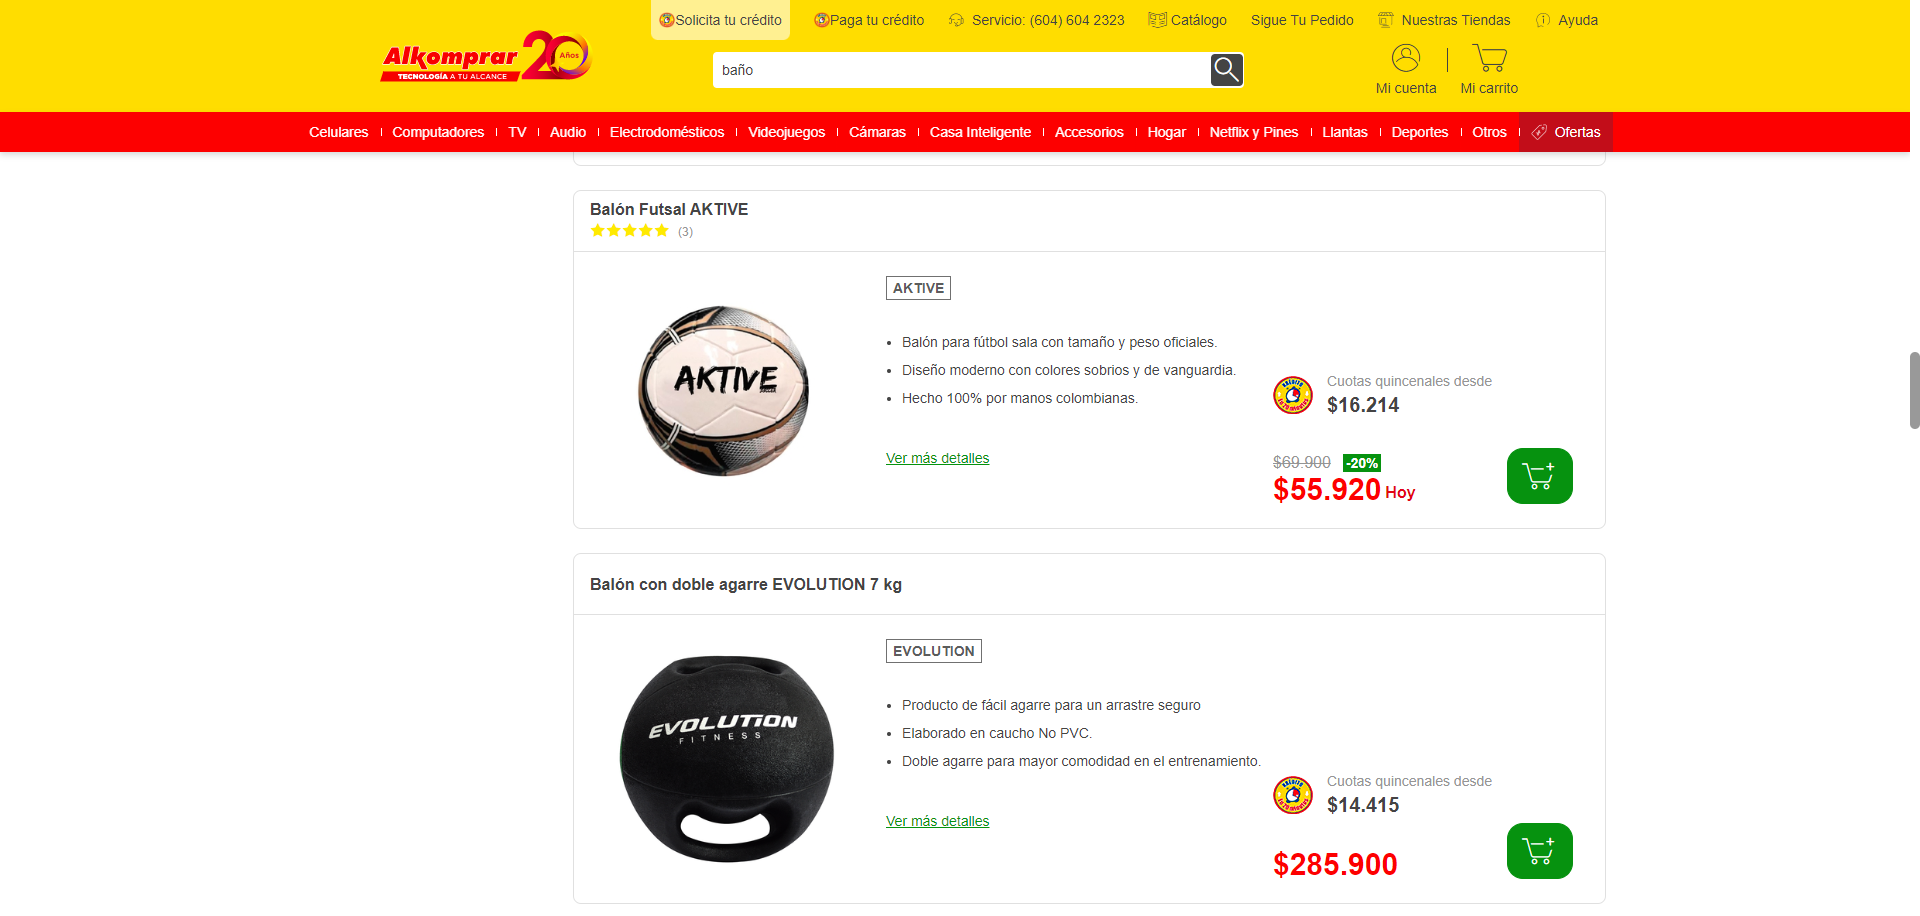 Solicita tu crédito
Paga tu crédito
Servicio: (604) 604 2323
Catálogo
Sigue Tu Pedido
Nuestras Tiendas
Ayuda
Alkomprar 20 Años
TECNOLOGÍA A TU ALCANCE
baño
Mi cuenta
Mi carrito
Celulares
Computadores
TV
Audio
Electrodomésticos
Videojuegos
Cámaras
Casa Inteligente
Accesorios
Hogar
Netflix y Pines
Llantas
Deportes
Otros
Ofertas
Balón Futsal AKTIVE
(3)
AKTIVE
AKTIVE
Balón para fútbol sala con tamaño y peso oficiales.
Diseño moderno con colores sobrios y de vanguardia.
Hecho 100% por manos colombianas.
Ver más detalles
Cuotas quincenales desde
$16.214
$69.900 -20%
$55.920 Hoy
Balón con doble agarre EVOLUTION 7 kg
EVOLUTION
FITNESS
EVOLUTION
Producto de fácil agarre para un arrastre seguro
Elaborado en caucho No PVC.
Doble agarre para mayor comodidad en el entrenamiento.
Ver más detalles
Cuotas quincenales desde
$14.415
$285.900